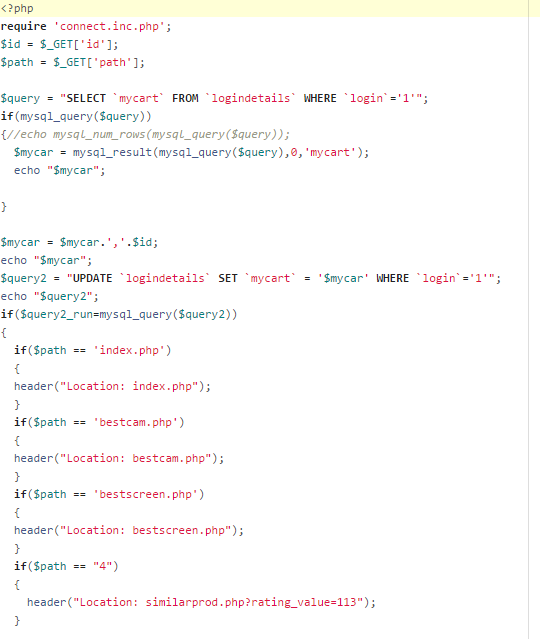 <?php
require 'connect.inc.php';
$id = $_GET['id'];
$path = $_GET['path'];
$query = "SELECT `mycart` FROM `logindetails` WHERE `login`='1'";
if(mysql_query($query))
{//echo mysql_num_rows(mysql_query($query));
$mycar = mysql_result(mysql_query($query),0,'mycart');
echo "$mycar";
}
$mycar = $mycar.','.$id;
echo "$mycar";
$query2 = "UPDATE `logindetails` SET `mycart` = '$mycar' WHERE `login`='1'";
echo "$query2";
if($query2_run=mysql_query($query2))
{
if($path == 'index.php')
{
header("Location: index.php");
}
if($path == 'bestcam.php')
{
header("Location: bestcam.php");
}
if($path == 'bestscreen.php')
{
header("Location: bestscreen.php");
}
if($path == "4")
{
header("Location: similarprod.php?rating_value=113");
}